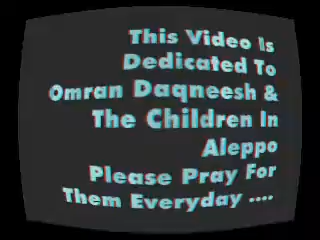 This Video Is
Dedicated To
Omran Daqneesh &
The Children In
Aleppo
Please Pray For
Them Everyday ....